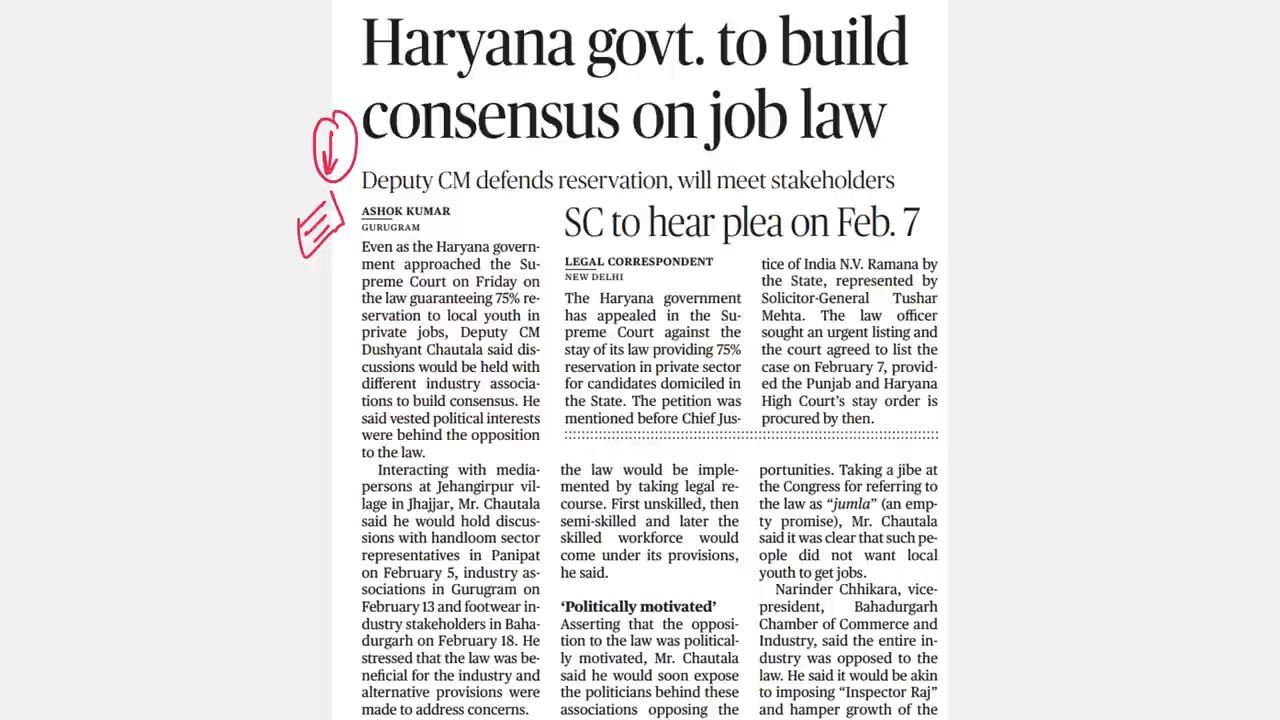 Haryana govt. to build
consensus on job law
Deputy CM defends reservation, will meet stakeholders
ASHOK KUMAR
GURUGRAM
Even as the Haryana govern-
ment approached the Su-
preme Court on Friday on
the law guaranteeing 75% re-
servation to local youth in
private jobs, Deputy CM
Dushyant Chautala said dis-
cussions would be held with
different industry associa-
tions to build consensus. He
said vested political interests
were behind the opposition
to the law.
Interacting with media-
persons at Jehangirpur vil-
lage in Jhajjar, Mr. Chautala
said he would hold discus-
sions with handloom sector
representatives in Panipat
on February 5, industry as-
sociations in Gurugram on
February 13 and footwear in-
dustry stakeholders in Baha-
durgarh on February 18. He
stressed that the law was be-
neficial for the industry and
alternative provisions were
made to address concerns.
SC to hear plea on Feb. 7
LEGAL CORRESPONDENT
NEW DELHI
The Haryana government
has appealed in the Su-
preme Court against the
stay of its law providing 75%
reservation in private sector
for candidates domiciled in
the State. The petition was
mentioned before Chief Jus-
tice of India N.V. Ramana by
the State, represented by
Solicitor-General Tushar
Mehta. The law officer
sought an urgent listing and
the court agreed to list the
case on February 7, provid-
ed the Punjab and Haryana
High Court's stay order is
procured by then.
the law would be imple-
mented by taking legal re-
course. First unskilled, then
semi-skilled and later the
skilled workforce would
come under its provisions,
he said.
'Politically motivated'
Asserting that the opposi-
tion to the law was political-
ly motivated, Mr. Chautala
said he would soon expose
the politicians behind these
associations opposing the
portunities. Taking a jibe at
the Congress for referring to
the law as "jumla" (an emp-
ty promise), Mr. Chautala
said it was clear that such pe-
ople did not want local
youth to get jobs.
Narinder Chhikara, vice-
president, Bahadurgarh
Chamber of Commerce and
Industry, said the entire in-
dustry was opposed to the
law. He said it would be akin
to imposing "Inspector Raj"
and hamper growth of the